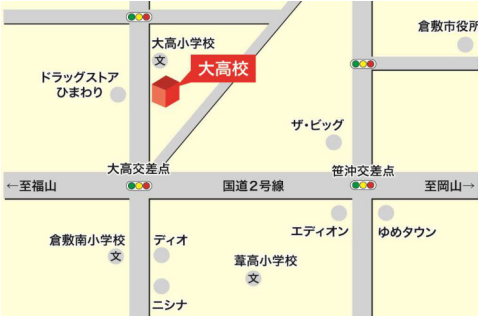 倉敷市役所
大高小学校
文
大高校
ドラッグストア
ひまわり
ザ・ビッグ
大高交差点
笹沖交差点
←至福山
国道2号線
至岡山→
エディオン
ゆめタウン
倉敷南小学校
文
ディオ
葦高小学校
文
ニシナ